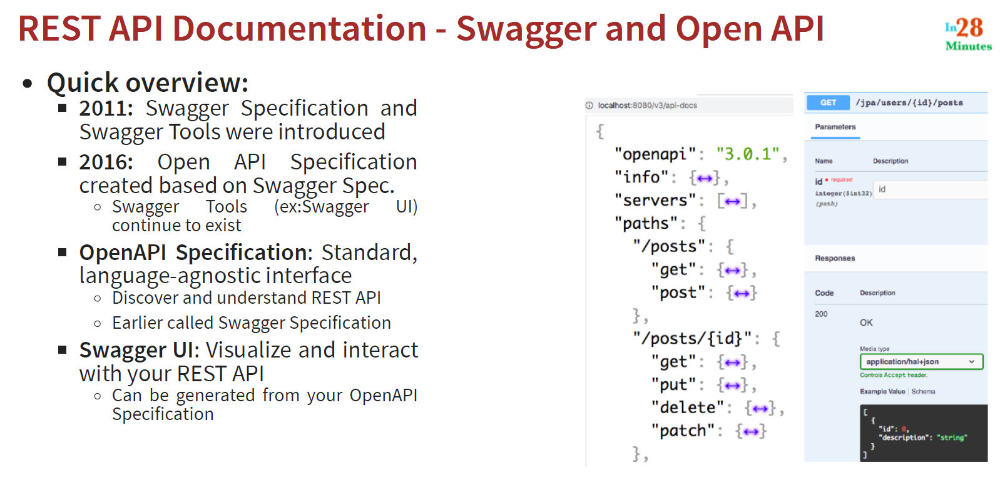 REST API Documentation - Swagger and Open API
In28
Minutes
Quick overview:
2011: Swagger Specification and
Swagger Tools were introduced
2016: Open API Specification
created based on Swagger Spec.
Swagger Tools (ex:Swagger UI)
continue to exist
OpenAPI Specification: Standard,
language-agnostic interface
Discover and understand REST API
Earlier called Swagger Specification
Swagger UI: Visualize and interact
with your REST API
Can be generated from your OpenAPI
Specification
localhost:8080/v3/api-docs
{
"openapi": "3.0.1",
"info": {↔},
"servers": [↔],
"paths": {
"/posts": {
"get": {↔},
"post": {↔}
},
"/posts/{id}": {
"get": {↔},
"put": {↔},
"delete": {↔},
"patch": {↔}
},
GET /jpa/users/{id}/posts
Parameters
Name Description
id * required
integer($int32)
(path)
id
Responses
Code Description
200
OK
Media type
application/hal+json
Controls Accept header.
Example Value | Schema
[
{
"id": 0,
"description": "string"
}
]